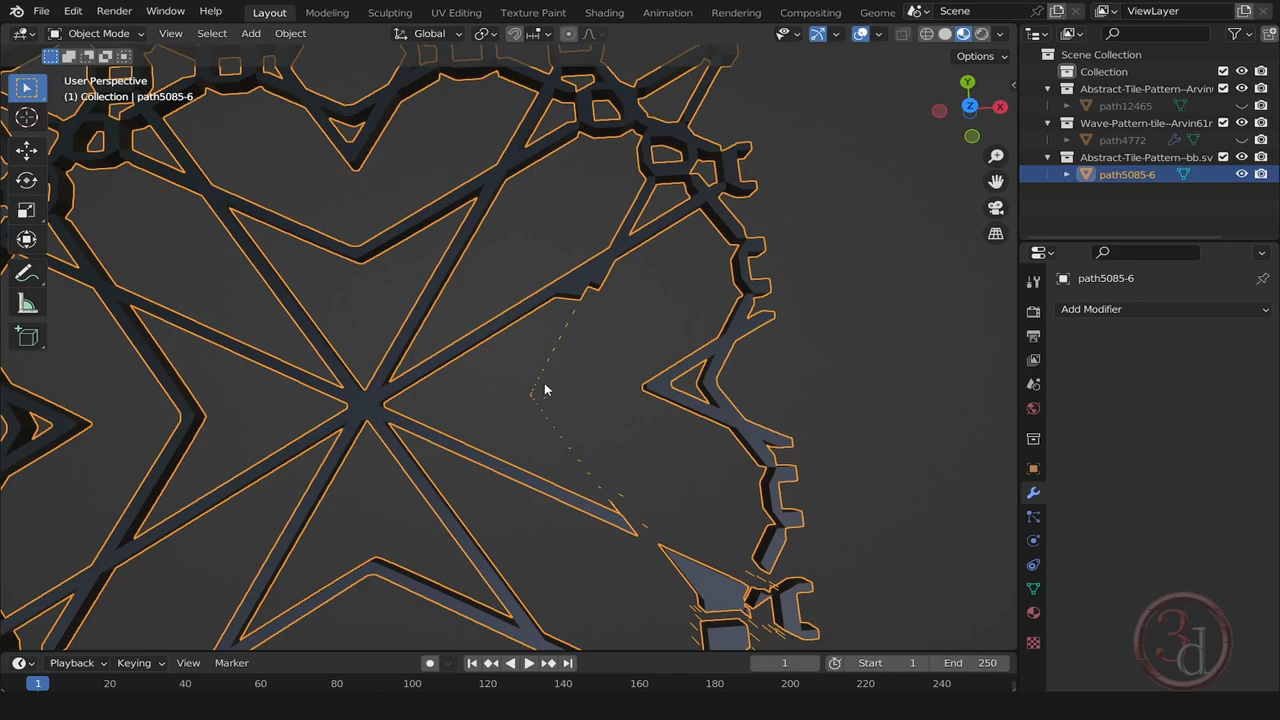 File Edit Render Window Help Layout Modeling Sculpting UV Editing Texture Paint Shading Animation Rendering Compositing Geome Scene ViewLayer
Object Mode View Select Add Object Global
Options
User Perspective
(1) Collection | path5085-6
Y
X
Z
Scene Collection
Collection
Abstract-Tile-Pattern--Arvin
path12465
Wave-Pattern-tile--Arvin61r
path4772
Abstract-Tile-Pattern--bb.sv
path5085-6
path5085-6
Add Modifier
Playback Keying View Marker 1 Start 1 End 250
1 20 40 60 80 100 120 140 160 180 200 220 240
3d